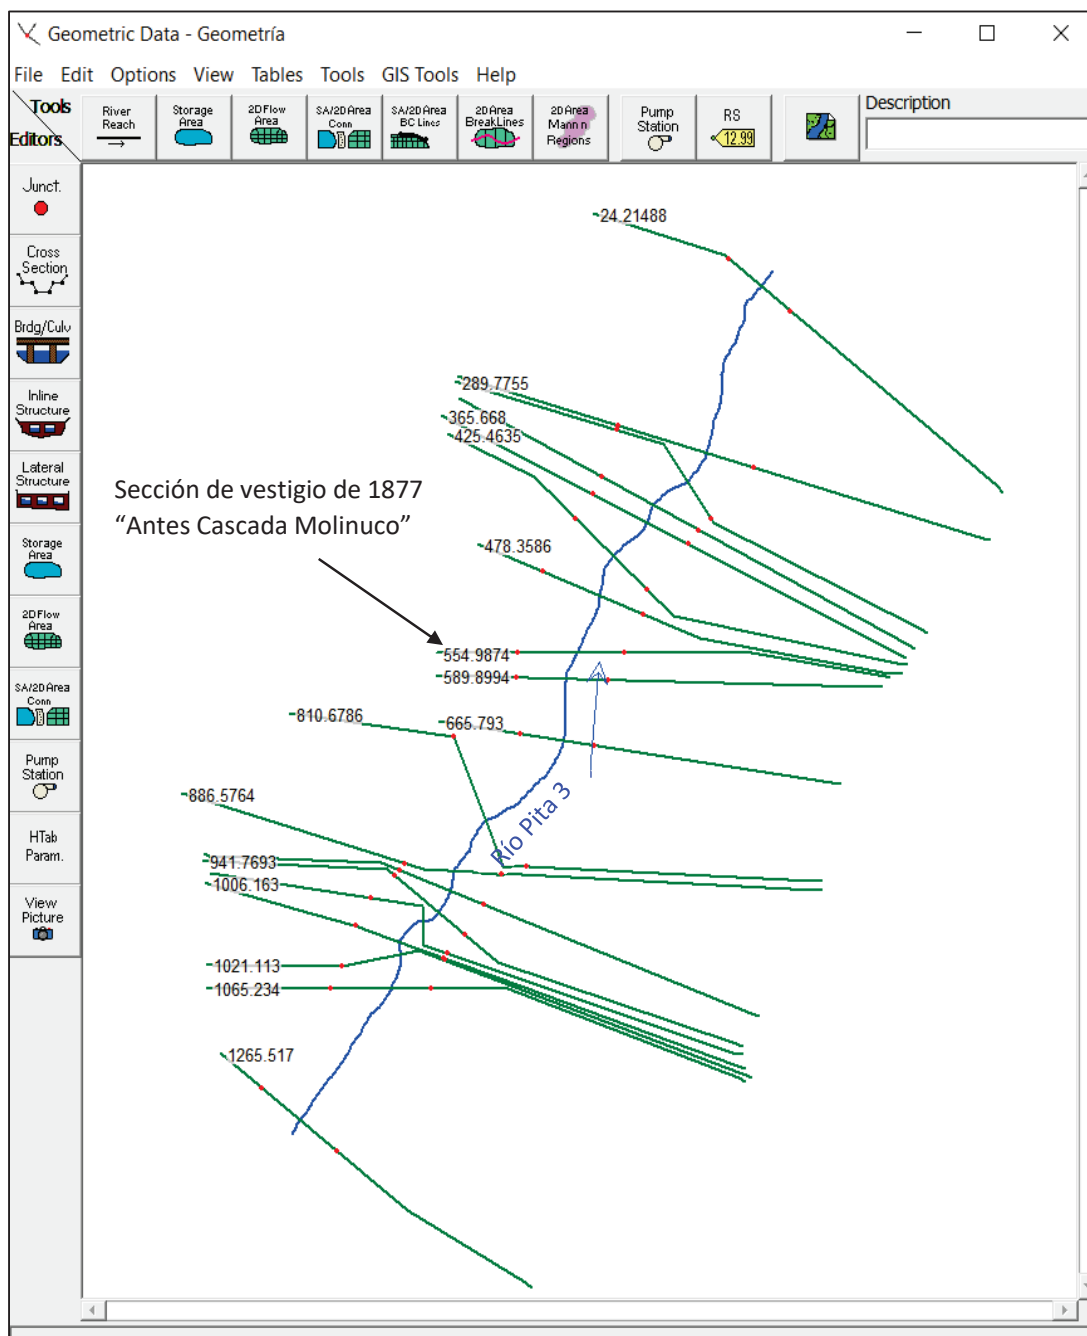 Geometric Data - Geometría
File Edit Options View Tables Tools GIS Tools Help
Tools
Editors
River
Reach
Storage
Area
2D Flow
Area
SA/2D Area
Conn
SA/2D Area
BC Lines
2D Area
BreakLines
2D Area
Mann n
Regions
Pump
Station
RS
12.99
Description
Junct.
Cross
Section
Brdg/Culv
Inline
Structure
Lateral
Structure
Storage
Area
2D Flow
Area
SA/2D Area
Conn
Pump
Station
HTab
Param.
View
Picture
24.21488
289.7755
365.668
425.4635
Sección de vestigio de 1877
“Antes Cascada Molinuco”
478.3586
554.9874
589.8994
810.6786
665.793
Río Pita 3
886.5764
941.7693
1006.163
1021.113
1065.234
1265.517